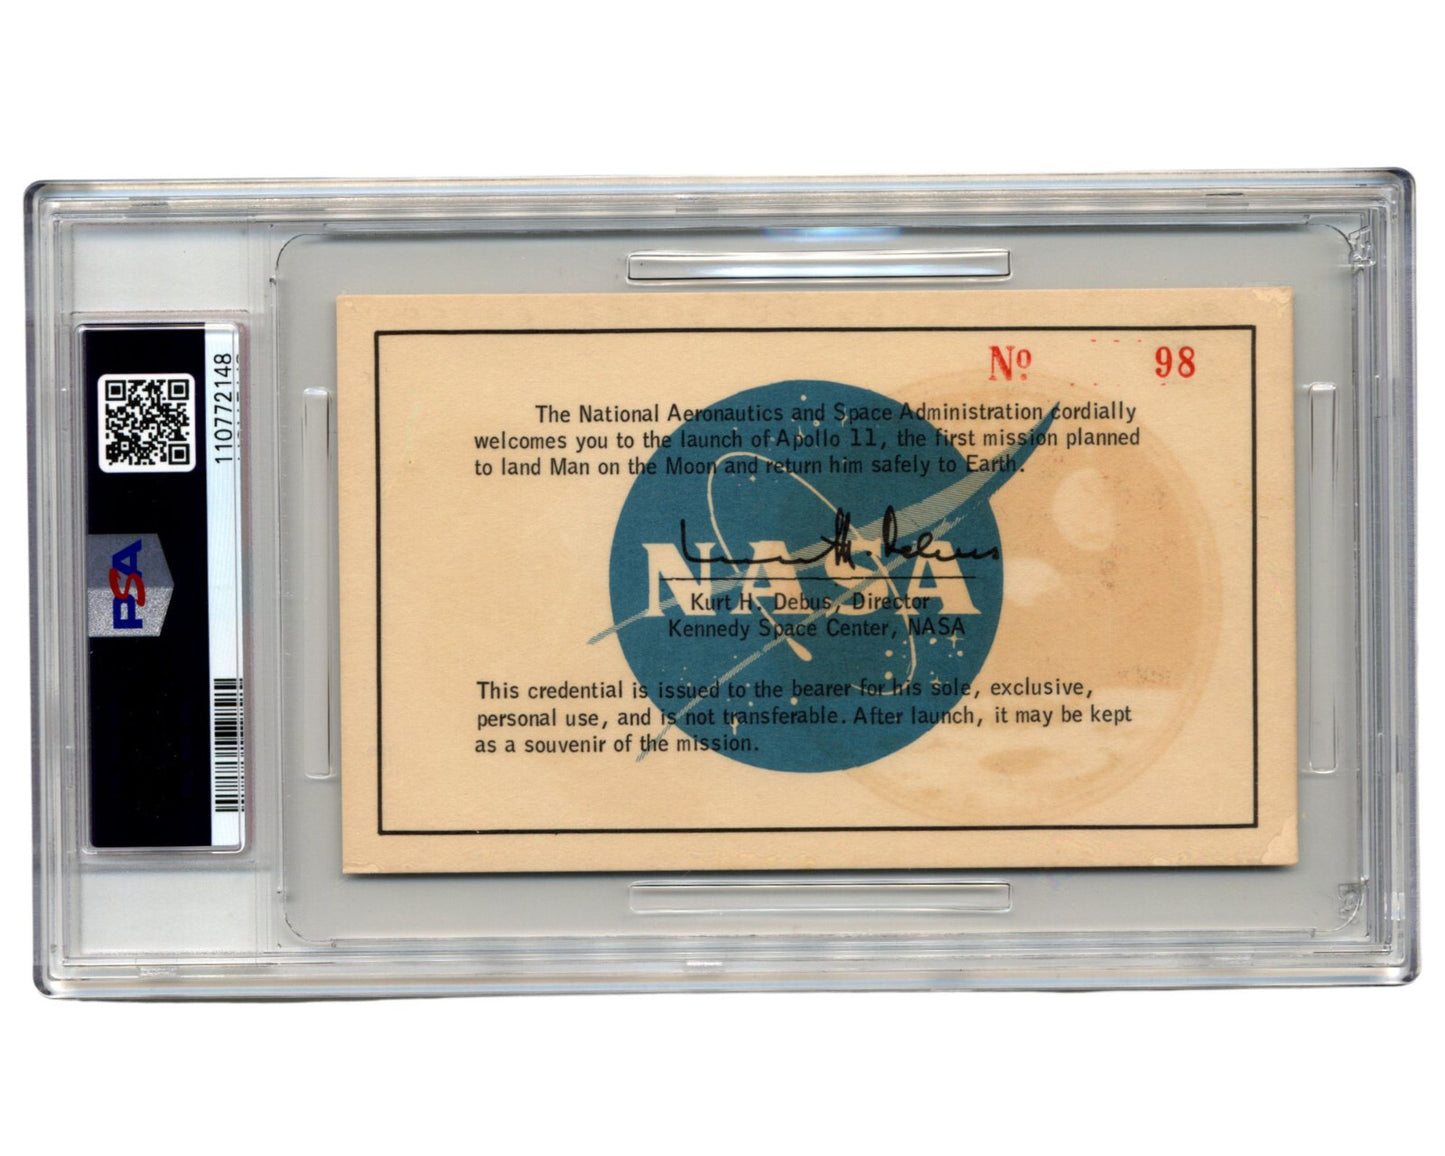 110772148
PSA
Nº 98
The National Aeronautics and Space Administration cordially
welcomes you to the launch of Apollo 11, the first mission planned
to land Man on the Moon and return him safely to Earth.
Kurt H. Debus
NASA
Kurt H. Debus, Director
Kennedy Space Center, NASA
This credential is issued to the bearer for his sole, exclusive,
personal use, and is not transferable. After launch, it may be kept
as a souvenir of the mission.